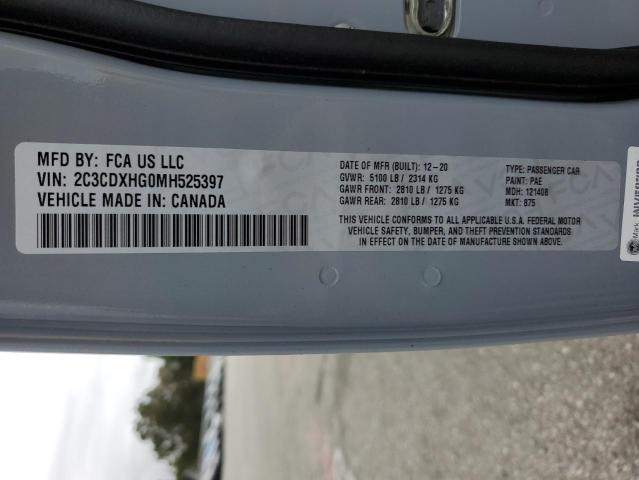 MFD BY: FCA US LLC
VIN: 2C3CDXHG0MH525397
VEHICLE MADE IN: CANADA
DATE OF MFR (BUILT): 12-20
GVWR: 5100 LB / 2314 KG
GAWR FRONT: 2810 LB / 1275 KG
GAWR REAR: 2810 LB / 1275 KG
TYPE: PASSENGER CAR
PAINT: PAE
MDH: 121408
MKT: 875
THIS VEHICLE CONFORMS TO ALL APPLICABLE U.S.A. FEDERAL MOTOR
VEHICLE SAFETY, BUMPER, AND THEFT PREVENTION STANDARDS
IN EFFECT ON THE DATE OF MANUFACTURE SHOWN ABOVE.